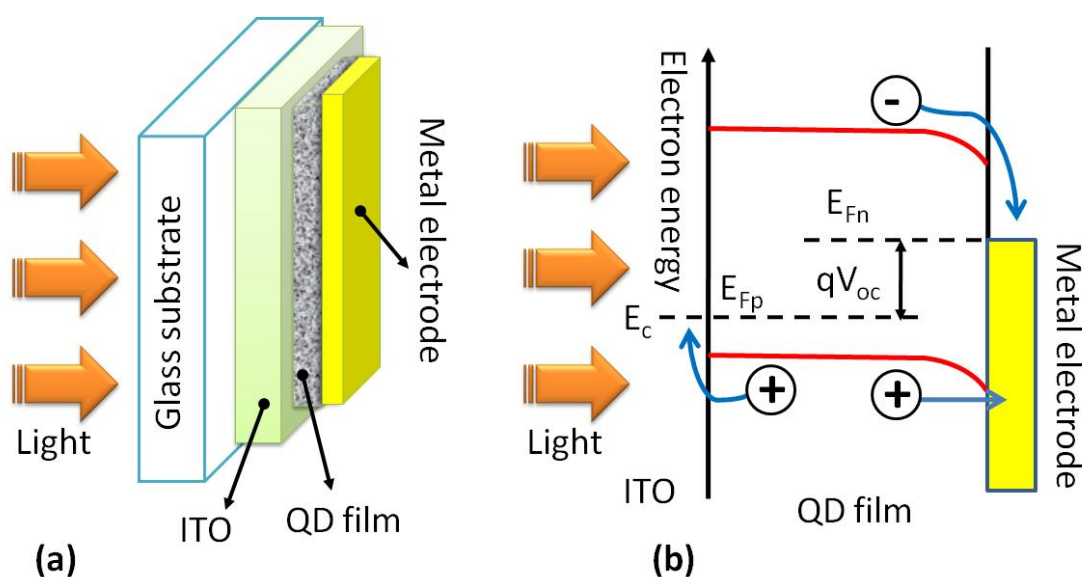 Light
Glass substrate
ITO
QD film
Metal electrode
(a)
Light
Electron energy
-
E_Fn
qV_oc
E_Fp
E_c
+
+
Metal electrode
ITO
QD film
(b)